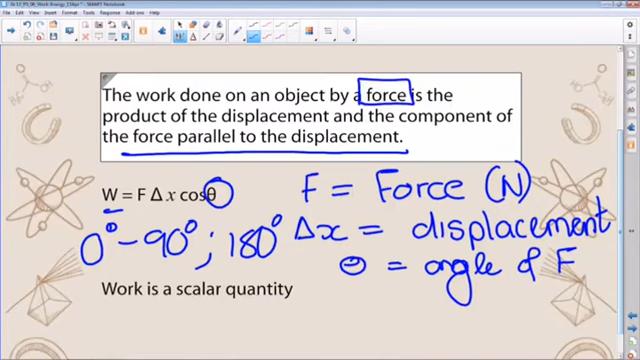 The work done on an object by a force is the
product of the displacement and the component of
the force parallel to the displacement.
W = F Δ x cosθ
F = Force (N)
0° – 90° ; 180°
Δx = displacement
θ = angle of F
Work is a scalar quantity